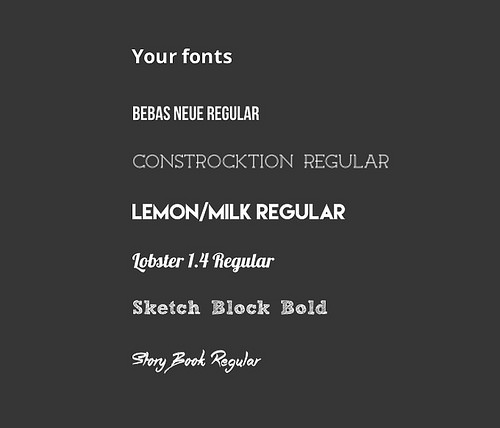 Your fonts
BEBAS NEUE REGULAR
CONSTROCKTION REGULAR
LEMON/MILK REGULAR
Lobster 1.4 Regular
Sketch Block Bold
Story Book Regular